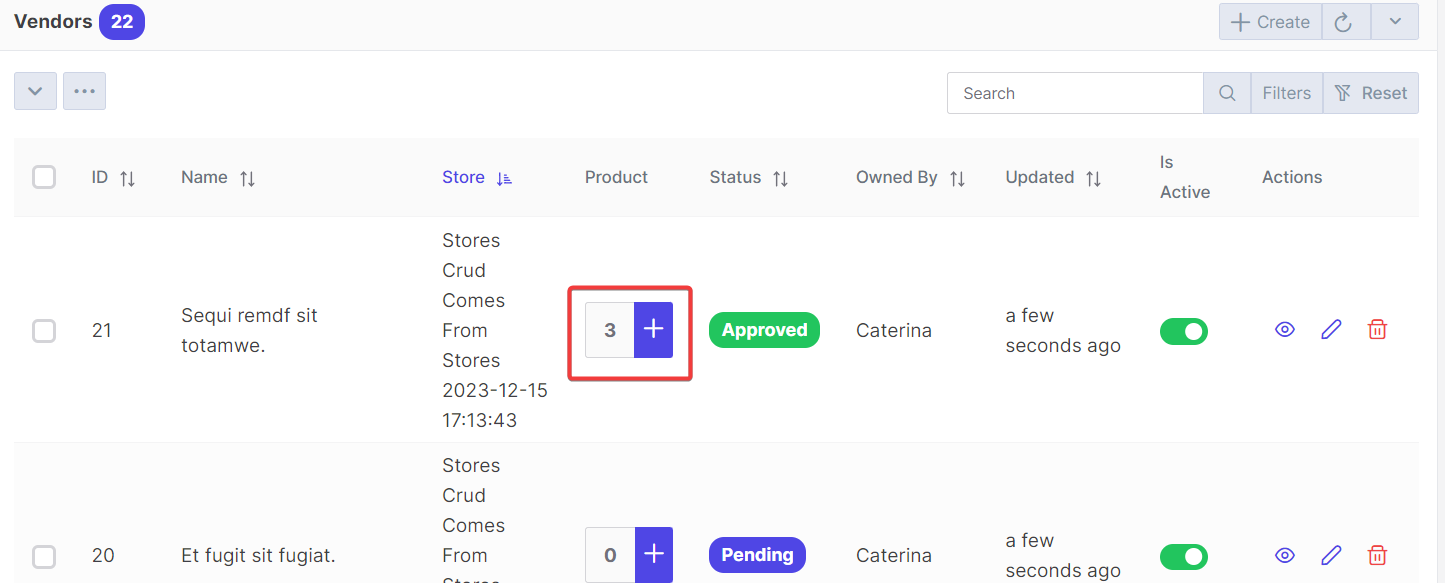 Vendors 22
Create
Search
Filters
Reset
ID
Name
Store
Product
Status
Owned By
Updated
Is
Active
Actions
21
Sequi remdf sit
totamwe.
Stores
Crud
Comes
From
Stores
2023-12-15
17:13:43
3
Approved
Caterina
a few
seconds ago
20
Et fugit sit fugiat.
Stores
Crud
Comes
From
Stores
0
Pending
Caterina
a few
seconds ago